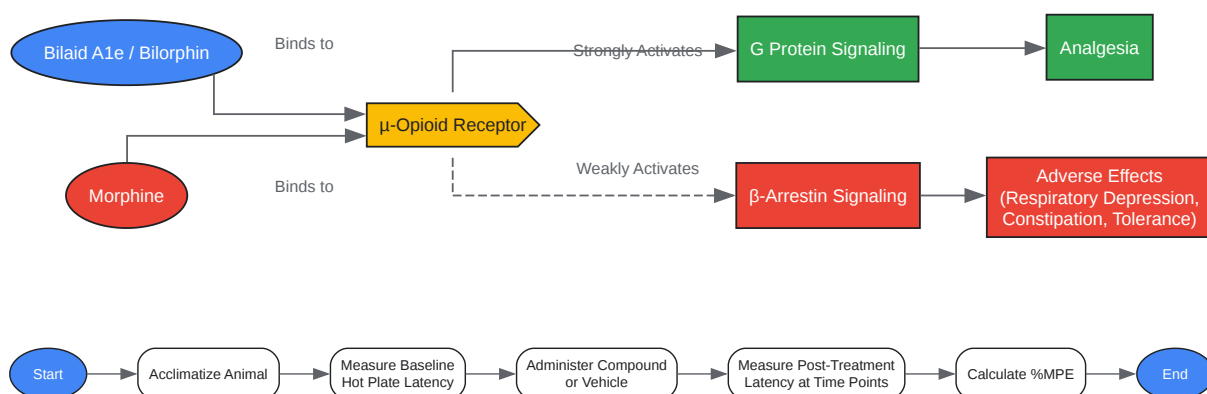 Bilaid A1e / Bilorphin
Binds to
Strongly Activates
G Protein Signaling
Analgesia
µ-Opioid Receptor
Morphine
Binds to
Weakly Activates
β-Arrestin Signaling
Adverse Effects
(Respiratory Depression,
Constipation, Tolerance)
Start
Acclimatize Animal
Measure Baseline
Hot Plate Latency
Administer Compound
or Vehicle
Measure Post-Treatment
Latency at Time Points
Calculate %MPE
End